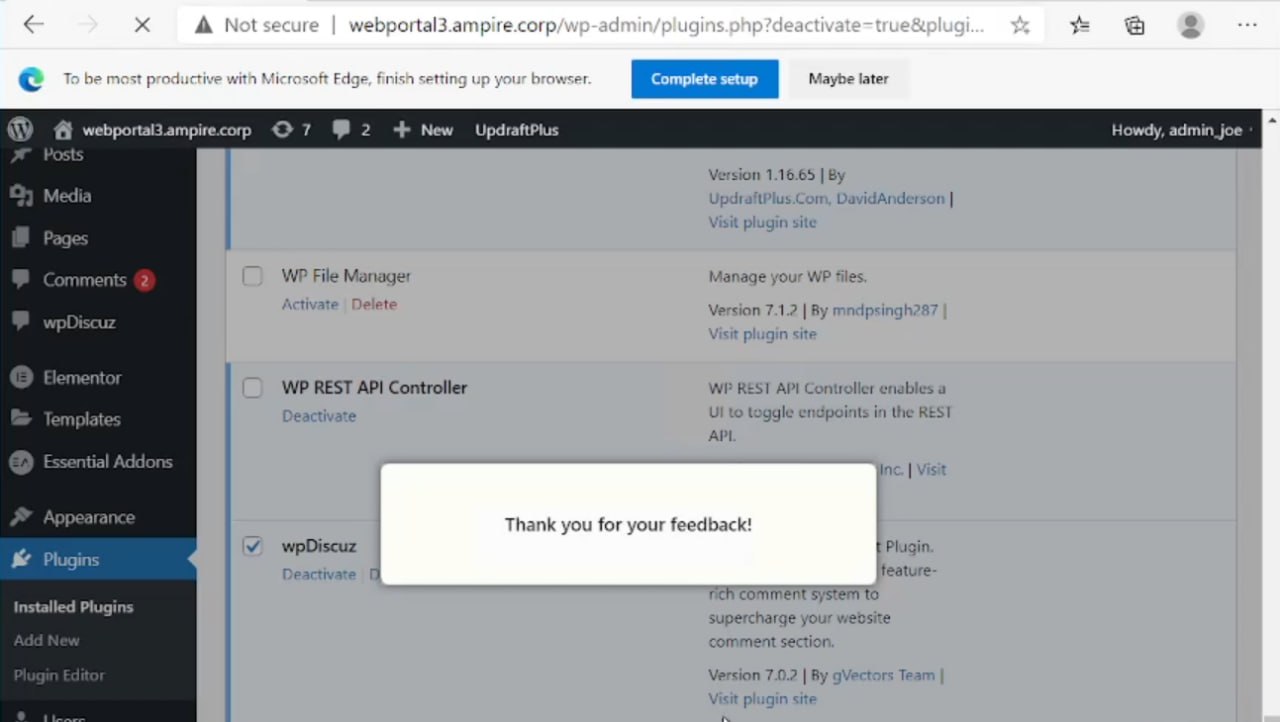 Not secure webportal3.ampire.corp/wp-admin/plugins.php?deactivate=true&plugi...
To be most productive with Microsoft Edge, finish setting up your browser. Complete setup Maybe later
webportal3.ampire.corp 7 2 + New UpdraftPlus Howdy, admin_joe
Posts
Media
Pages
Comments 2
wpDiscuz
Elementor
Templates
Essential Addons
Appearance
Plugins
Installed Plugins
Add New
Plugin Editor
Users
Version 1.16.65 | By
UpdraftPlus.Com, DavidAnderson |
Visit plugin site
WP File Manager
Activate | Delete
Manage your WP files.
Version 7.1.2 | By mndpsingh287 |
Visit plugin site
WP REST API Controller
Deactivate
WP REST API Controller enables a
UI to toggle endpoints in the REST
API.
Inc. | Visit
Thank you for your feedback!
wpDiscuz
Deactivate | D
t Plugin.
feature-
rich comment system to
supercharge your website
comment section.
Version 7.0.2 | By gVectors Team |
Visit plugin site